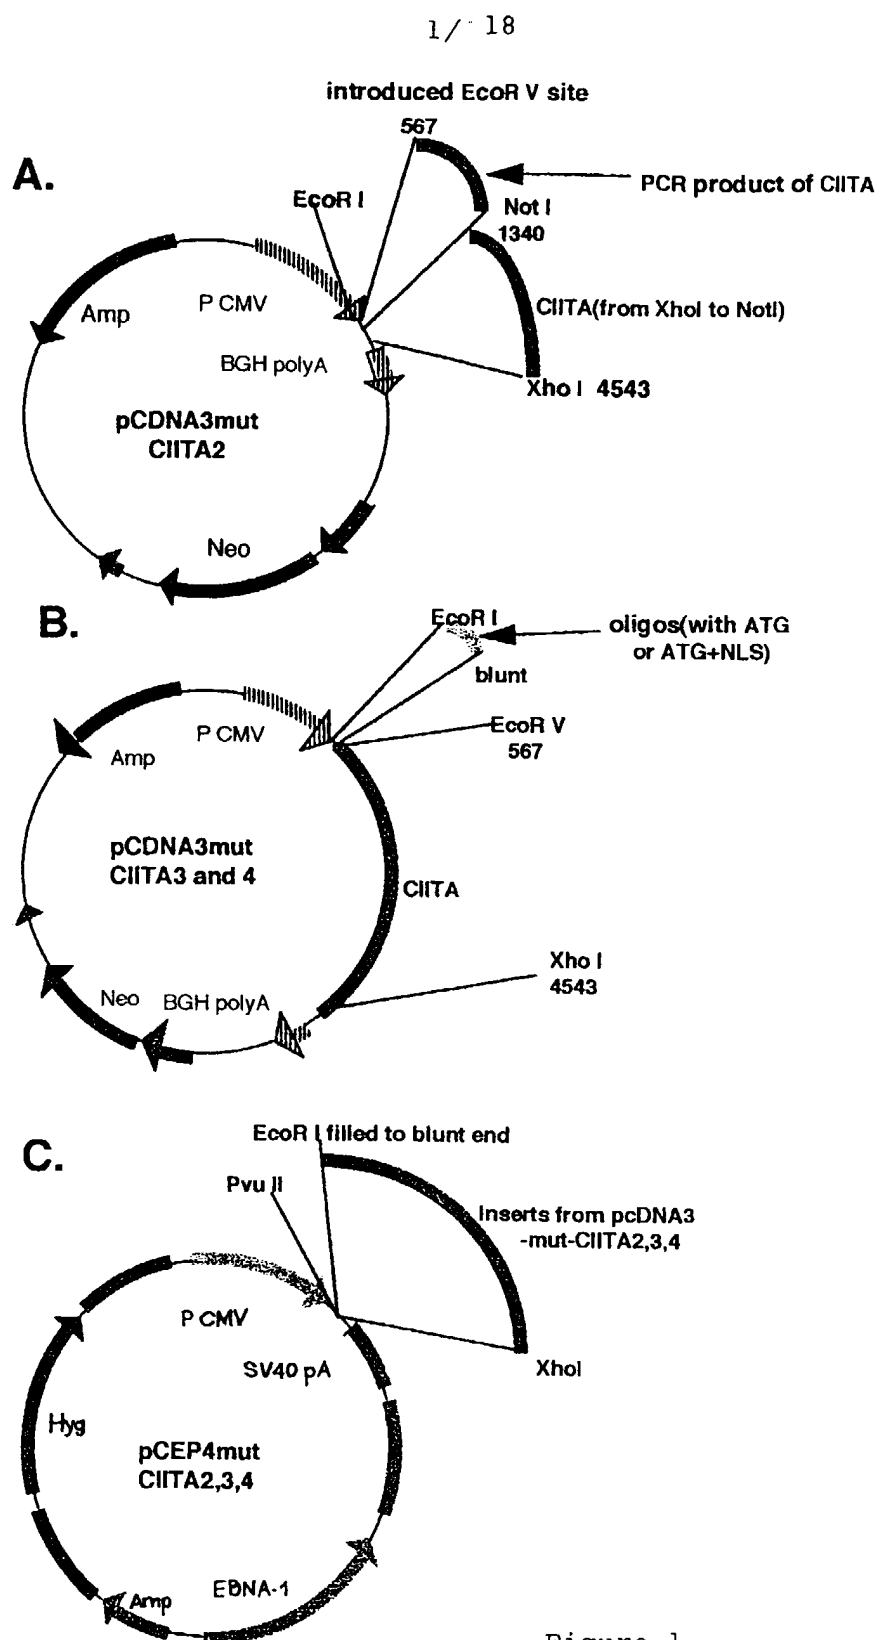 1/ 18
introduced EcoR V site
567
A.
PCR product of CIITA
EcoR I
Not I
1340
P CMV
CIITA(from XhoI to NotI)
Amp
BGH polyA
Xho I 4543
pCDNA3mut
CIITA2
Neo
B.
EcoR I
oligos(with ATG
or ATG+NLS)
blunt
EcoR V
567
P CMV
Amp
pCDNA3mut
CIITA3 and 4
CIITA
Xho I
4543
Neo
BGH polyA
C.
EcoR I filled to blunt end
Pvu II
Inserts from pcDNA3
-mut-CIITA2,3,4
P CMV
SV40 pA
XhoI
Hyg
pCEP4mut
CIITA2,3,4
EBNA-1
Amp
Figure 1